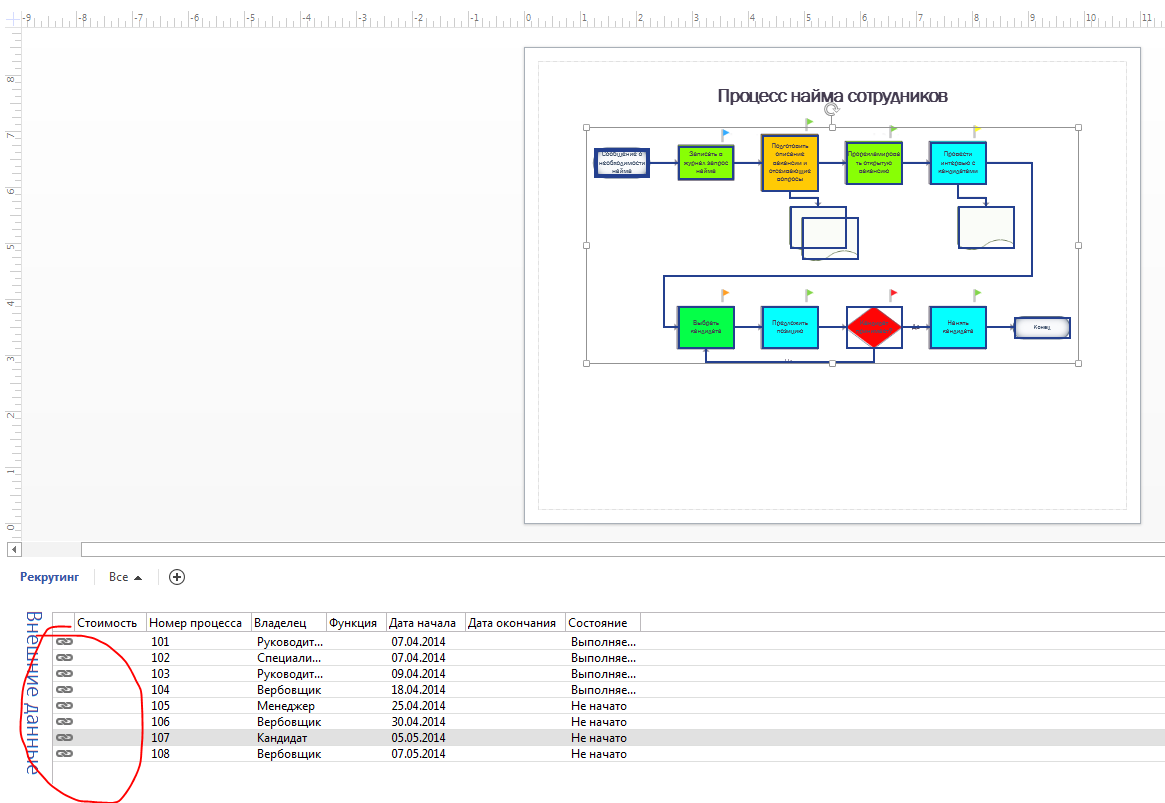 -9 -8 -7 -6 -5 -4 -3 -2 -1 0 1 2 3 4 5 6 7 8 9 10 11
8
7
6
5
4
3
2
1
0
Процесс найма сотрудников
Сообщение о
необходимости
найма
Записать в
журнал запрос
найма
Подготовить
описание
вакансии и
отсеивающие
вопросы
Прорекламирова
ть открытую
вакансию
Провести
интервью с
кандидатами
Выбрать
кандидата
Предложить
позицию
Да
Нанять
кандидата
Конец
Рекрутинг Все
Внешние данные
Стоимость Номер процесса Владелец Функция Дата начала Дата окончания Состояние
101 Руководит... 07.04.2014 Выполняе...
102 Специали... 07.04.2014 Выполняе...
103 Руководит... 09.04.2014 Выполняе...
104 Вербовщик 18.04.2014 Выполняе...
105 Менеджер 25.04.2014 Не начато
106 Вербовщик 30.04.2014 Не начато
107 Кандидат 05.05.2014 Не начато
108 Вербовщик 07.05.2014 Не начато